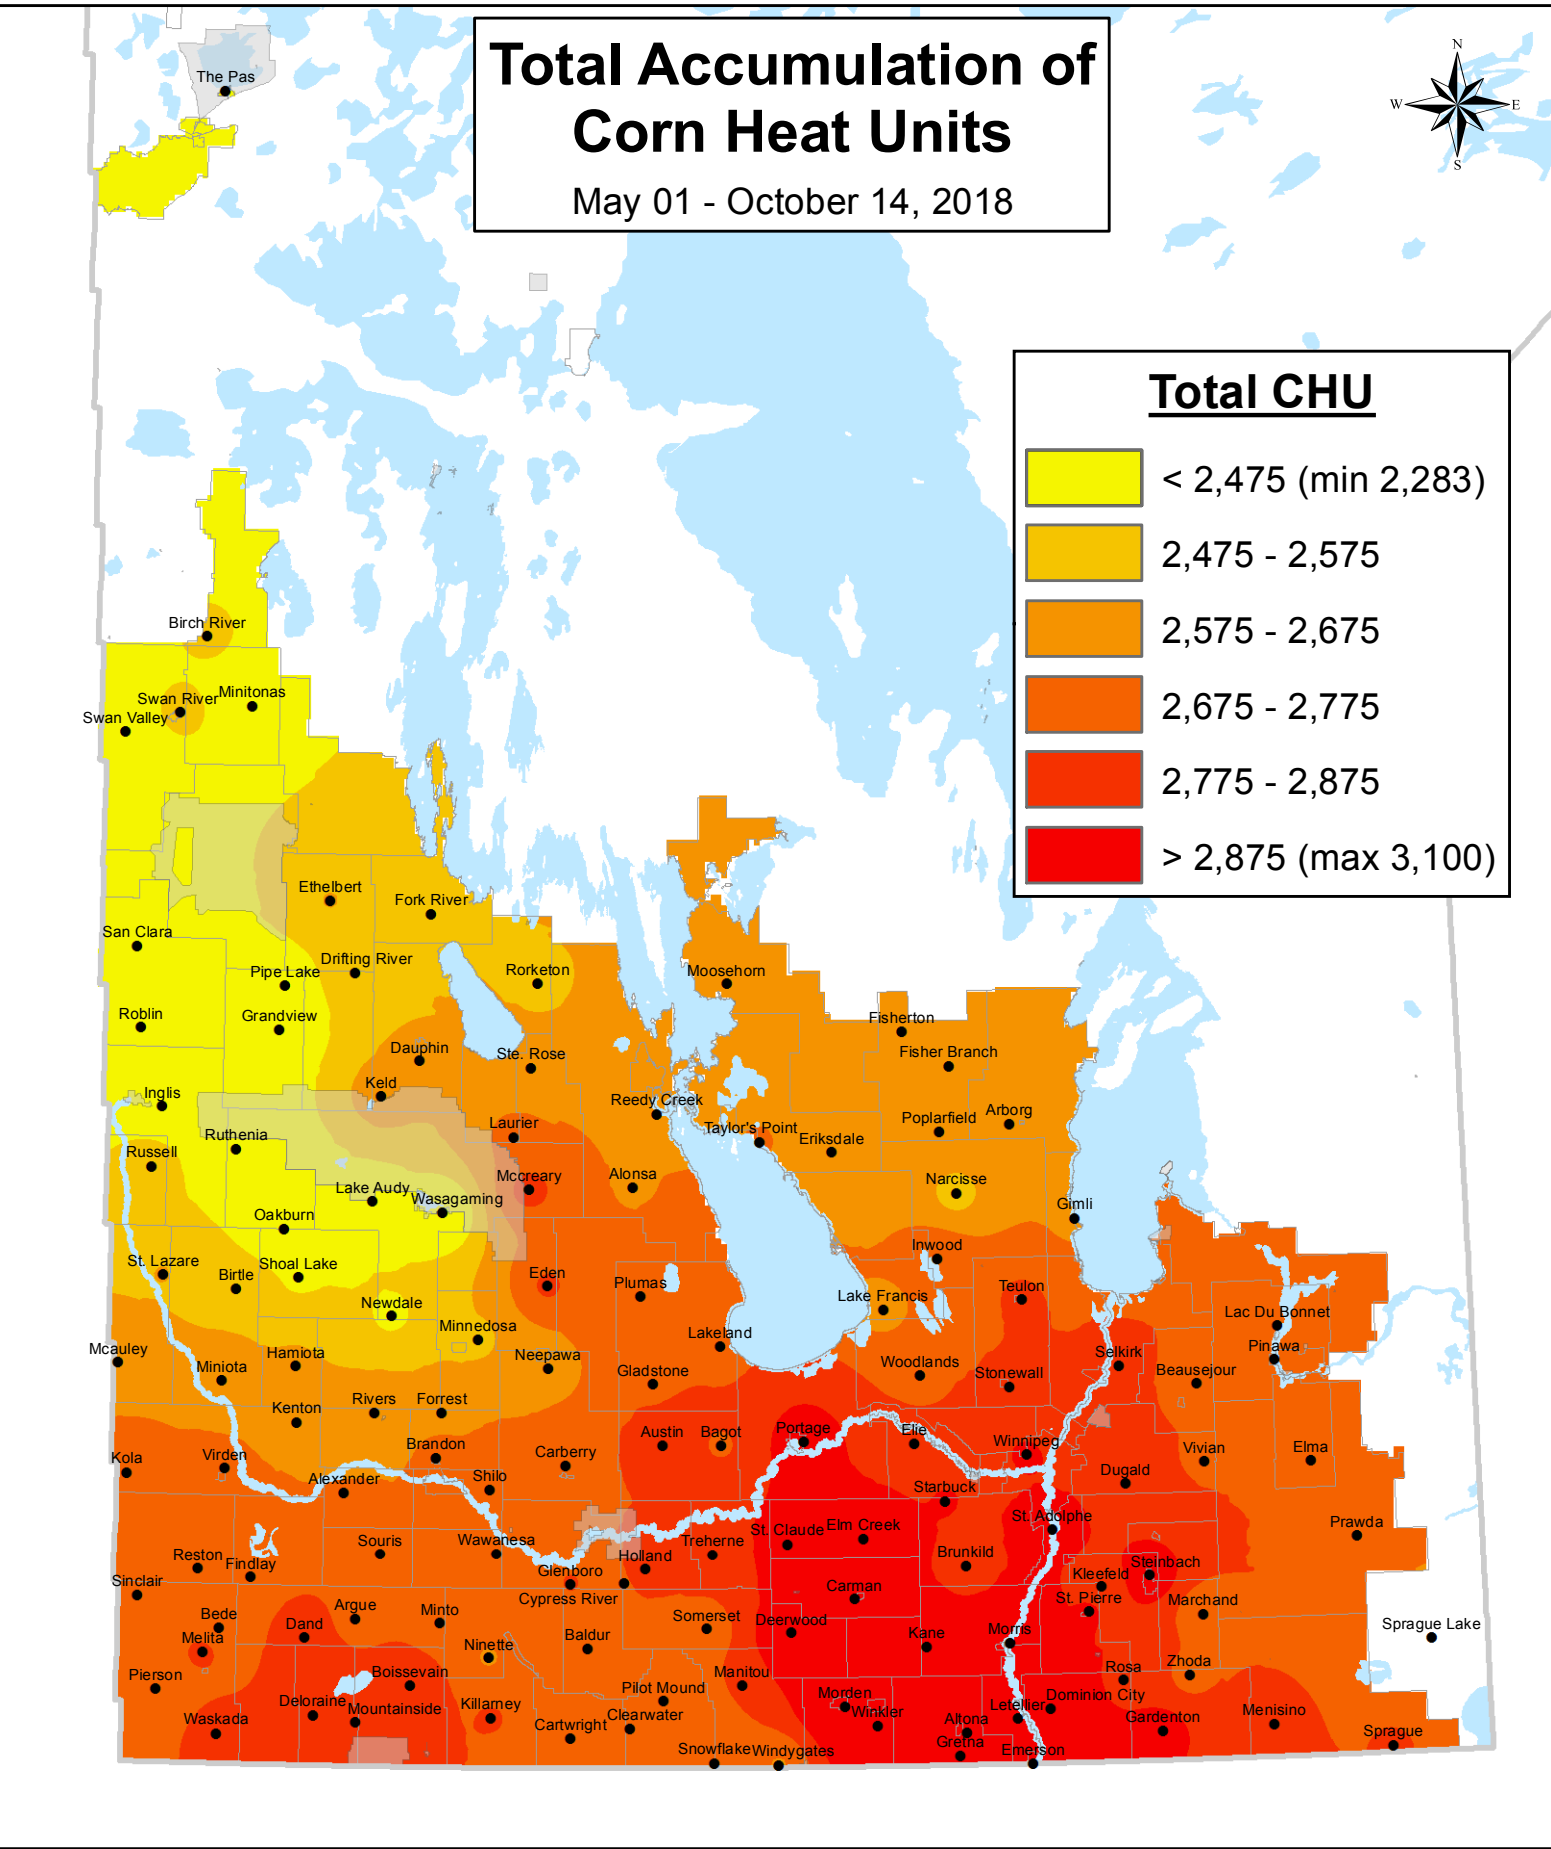 Total Accumulation of
Corn Heat Units
May 01 - October 14, 2018
N
W
E
S
The Pas
Total CHU
< 2,475 (min 2,283)
2,475 - 2,575
2,575 - 2,675
2,675 - 2,775
2,775 - 2,875
> 2,875 (max 3,100)
Birch River
Swan River
Minitonas
Swan Valley
Ethelbert
Fork River
San Clara
Drifting River
Pipe Lake
Rorketon
Moosehorn
Roblin
Grandview
Fisherton
Dauphin
Ste. Rose
Fisher Branch
Keld
Inglis
Reedy Creek
Laurier
Taylor's Point
Poplarfield
Arborg
Ruthenia
Eriksdale
Russell
Mccreary
Alonsa
Narcisse
Lake Audy
Wasagaming
Gimli
Oakburn
Inwood
St. Lazare
Shoal Lake
Birtle
Eden
Plumas
Teulon
Lake Francis
Newdale
Lac Du Bonnet
Minnedosa
Lakeland
Mcauley
Hamiota
Neepawa
Selkirk
Pinawa
Miniota
Gladstone
Woodlands
Stonewall
Beausejour
Kenton
Rivers
Forrest
Austin
Bagot
Portage
Elie
Kola
Virden
Brandon
Carberry
Winnipeg
Vivian
Elma
Alexander
Shilo
Dugald
Starbuck
St. Adolphe
Souris
Wawanesa
Treherne
St. Claude
Elm Creek
Prawda
Reston
Findlay
Holland
Brunkild
Steinbach
Sinclair
Glenboro
Kleefeld
Cypress River
Carman
St. Pierre
Marchand
Bede
Argue
Minto
Somerset
Deerwood
Dand
Sprague Lake
Melita
Ninette
Baldur
Kane
Morris
Pierson
Boissevain
Manitou
Rosa
Zhoda
Pilot Mound
Deloraine
Mountainside
Killarney
Morden
Winkler
Letellier
Dominion City
Waskada
Cartwright
Clearwater
Altona
Gardenton
Menisino
Sprague
Snowflake
Windygates
Gretna
Emerson